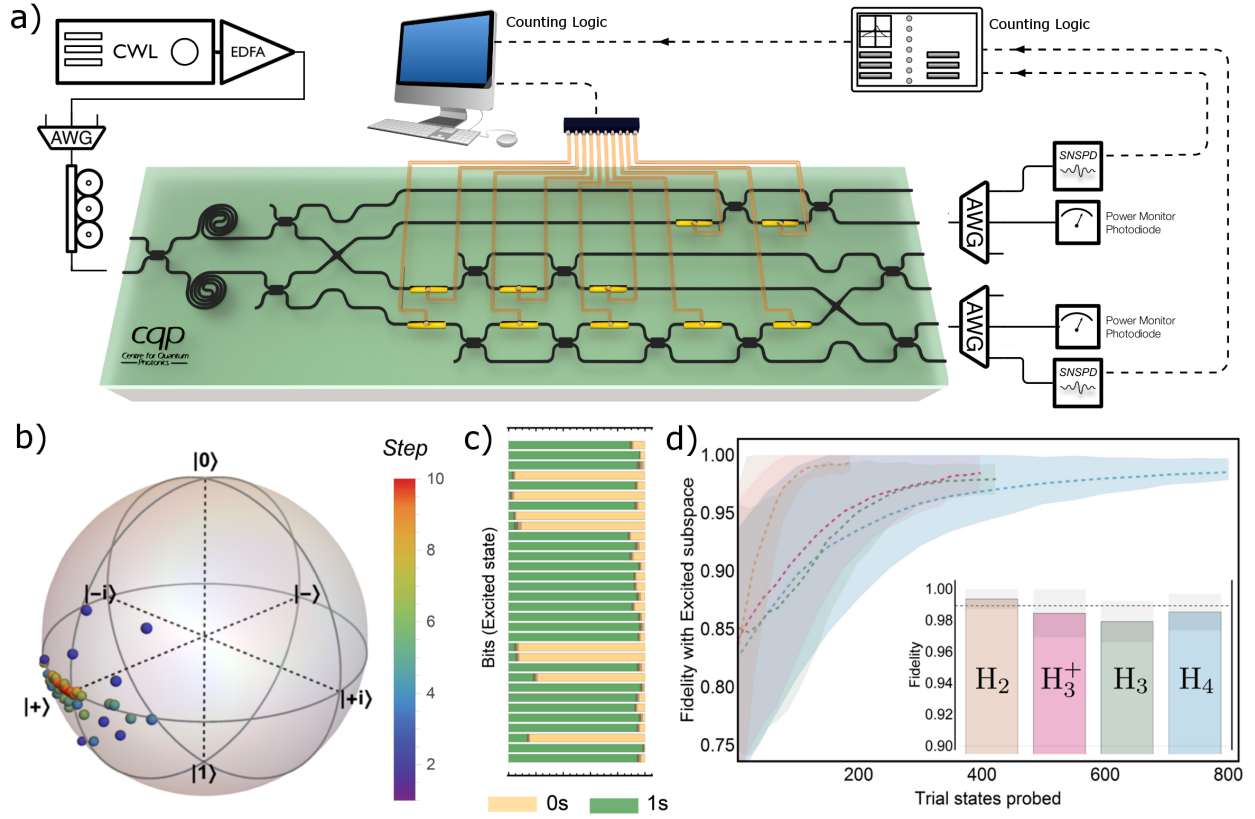 a)
CWL
EDFA
AWG
Counting Logic
Counting Logic
SNSPD
AWG
Power Monitor
Photodiode
AWG
Power Monitor
Photodiode
SNSPD
cqp
Centre for Quantum
Photonics
b)
|0⟩
|−i⟩
|−⟩
|+⟩
|+i⟩
|1⟩
Step
10
8
6
4
2
c)
Bits (Excited state)
0s
1s
d)
Fidelity with Excited subspace
1.00
0.95
0.90
0.85
0.80
0.75
200
400
600
800
Trial states probed
Fidelity
1.00
0.98
0.96
0.94
0.92
0.90
H₂
H₃⁺
H₃
H₄